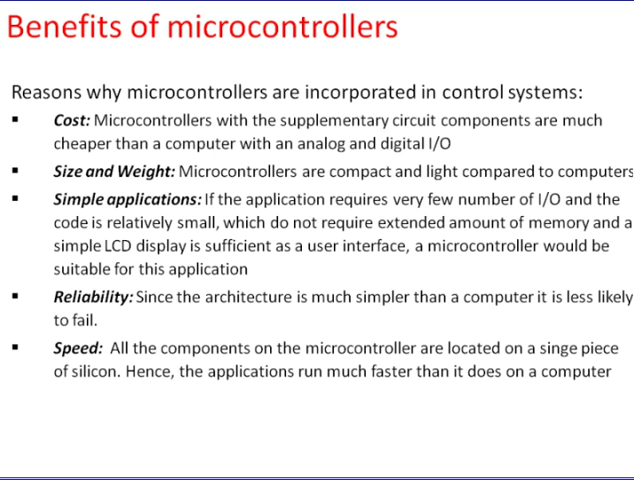 Benefits of microcontrollers
Reasons why microcontrollers are incorporated in control systems:
▪ Cost: Microcontrollers with the supplementary circuit components are much
cheaper than a computer with an analog and digital I/O
▪ Size and Weight: Microcontrollers are compact and light compared to computers
▪ Simple applications: If the application requires very few number of I/O and the
code is relatively small, which do not require extended amount of memory and a
simple LCD display is sufficient as a user interface, a microcontroller would be
suitable for this application
▪ Reliability: Since the architecture is much simpler than a computer it is less likely
to fail.
▪ Speed: All the components on the microcontroller are located on a singe piece
of silicon. Hence, the applications run much faster than it does on a computer